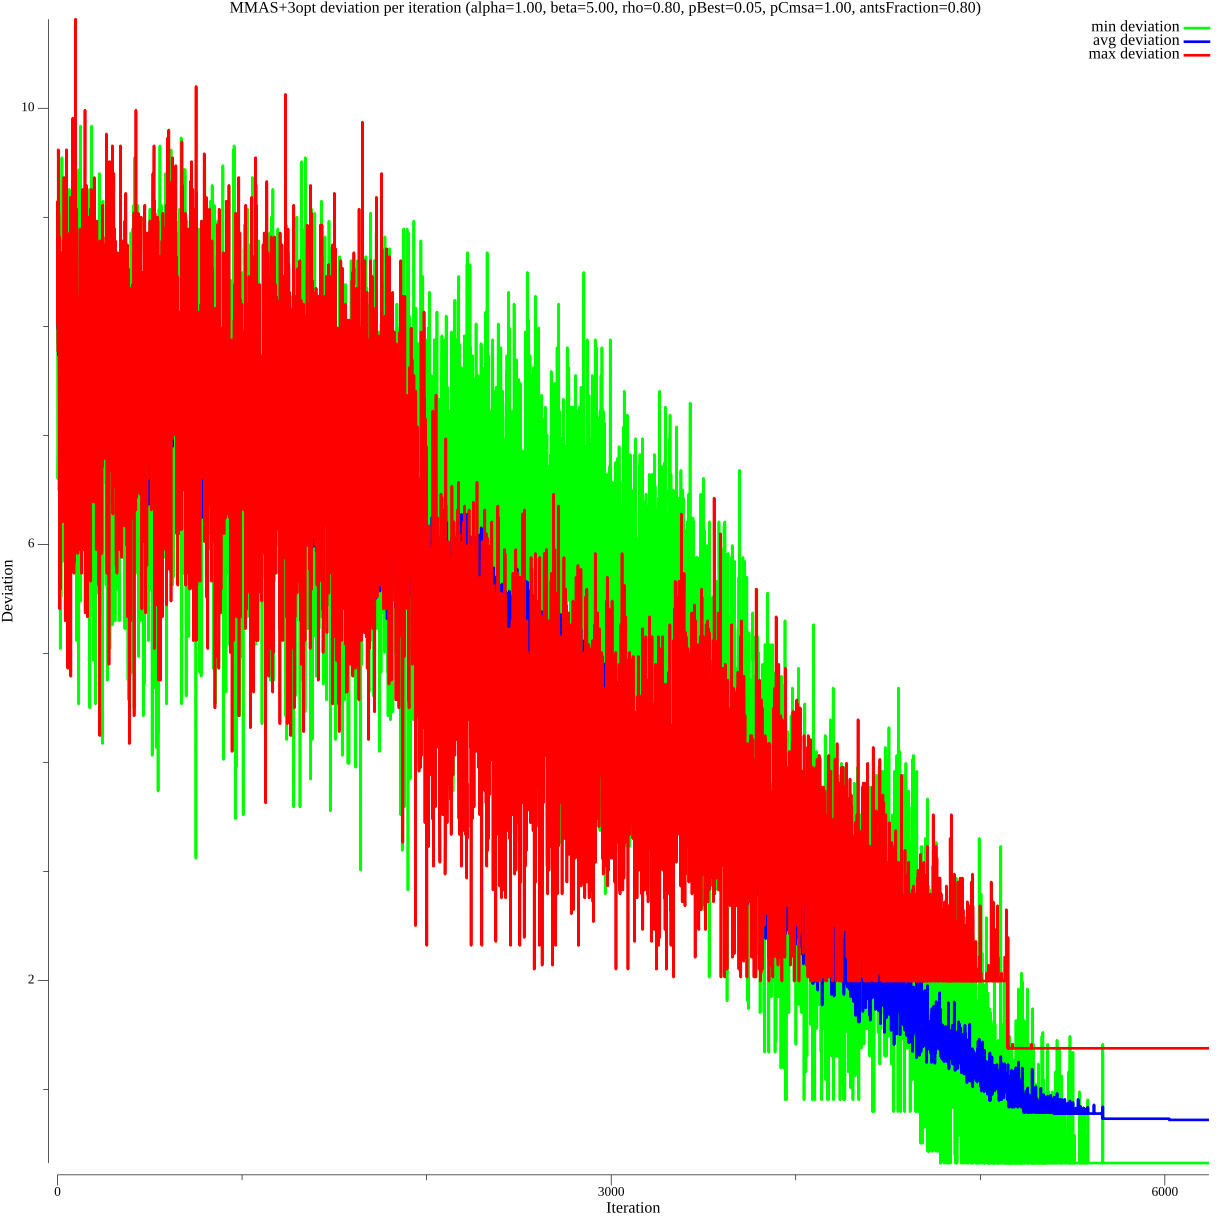 MMAS+3opt deviation per iteration (alpha=1.00, beta=5.00, rho=0.80, pBest=0.05, pCmsa=1.00, antsFraction=0.80)
min deviation
avg deviation
max deviation
10
6
2
Deviation
0
3000
6000
Iteration